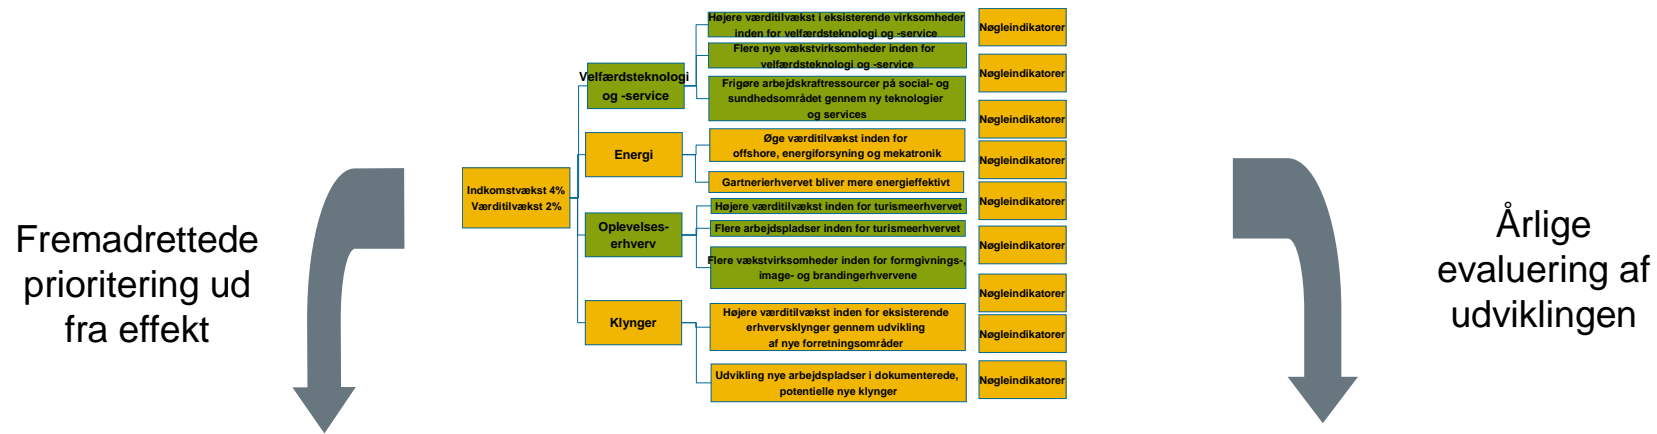 Fremadrettede
prioritering ud
fra effekt
Indkomstvækst 4%
Værditilvækst 2%
Velfærdsteknologi
og -service
Højere værditilvækst i eksisterende virksomheder
inden for velfærdsteknologi og -service
Flere nye vækstvirksomheder inden for
velfærdsteknologi og -service
Frigøre arbejdskraftressourcer på social- og
sundhedsområdet gennem ny teknologier
og services
Energi
Øge værditilvækst inden for
offshore, energiforsyning og mekatronik
Gartnerierhvervet bliver mere energieffektivt
Oplevelses-
erhverv
Højere værditilvækst inden for turismeerhvervet
Flere arbejdspladser inden for turismeerhvervet
Flere vækstvirksomheder inden for formgivnings-,
image- og brandingerhvervene
Klynger
Højere værditilvækst inden for eksisterende
erhvervsklynger gennem udvikling
af nye forretningsområder
Udvikling nye arbejdspladser i dokumenterede,
potentielle nye klynger
Nøgleindikatorer
Nøgleindikatorer
Nøgleindikatorer
Nøgleindikatorer
Nøgleindikatorer
Nøgleindikatorer
Nøgleindikatorer
Nøgleindikatorer
Nøgleindikatorer
Årlige
evaluering af
udviklingen